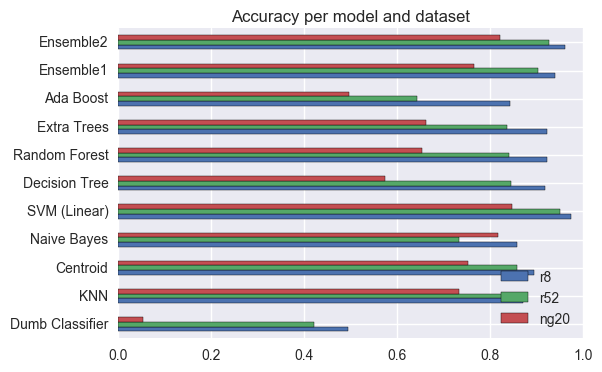 Accuracy per model and dataset
Ensemble2
Ensemble1
Ada Boost
Extra Trees
Random Forest
Decision Tree
SVM (Linear)
Naive Bayes
Centroid
KNN
Dumb Classifier
r8
r52
ng20
0.0 0.2 0.4 0.6 0.8 1.0